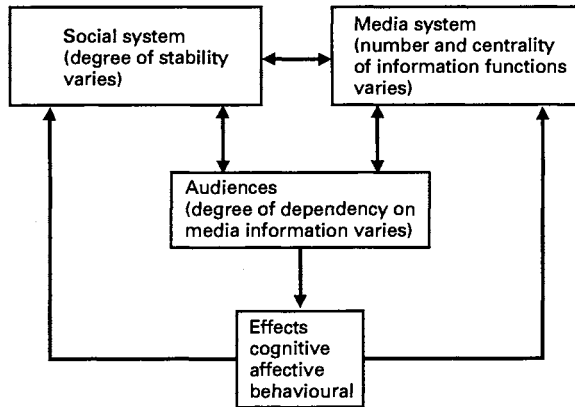 Social system
(degree of stability
varies)
Media system
(number and centrality
of information functions
varies)
Audiences
(degree of dependency on
media information varies)
Effects
cognitive
affective
behavioural